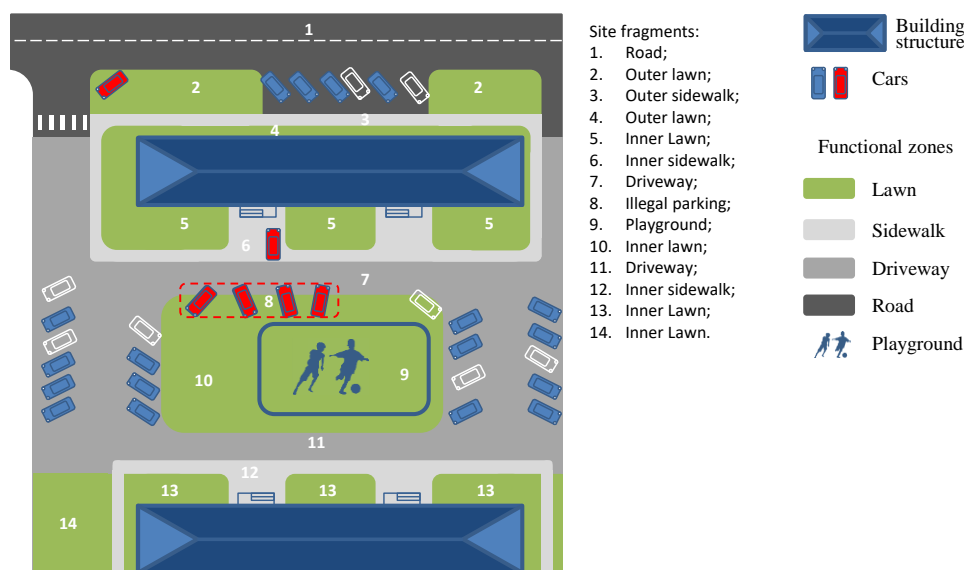 1
2
2
3
4
5
5
5
6
7
8
9
10
11
12
13
13
13
14
Site fragments:
1. Road;
2. Outer lawn;
3. Outer sidewalk;
4. Outer lawn;
5. Inner Lawn;
6. Inner sidewalk;
7. Driveway;
8. Illegal parking;
9. Playground;
10. Inner lawn;
11. Driveway;
12. Inner sidewalk;
13. Inner Lawn;
14. Inner Lawn.
Building
structure
Cars
Functional zones
Lawn
Sidewalk
Driveway
Road
Playground